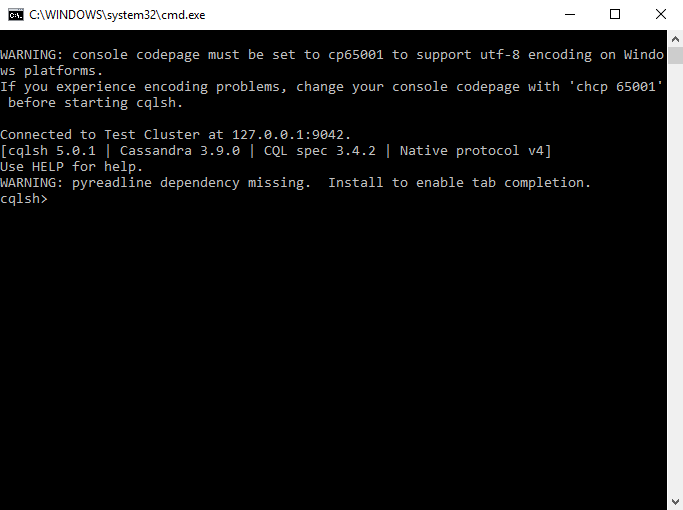 C:\WINDOWS\system32\cmd.exe
WARNING: console codepage must be set to cp65001 to support utf-8 encoding on Windo
ws platforms.
If you experience encoding problems, change your console codepage with 'chcp 65001'
 before starting cqlsh.
Connected to Test Cluster at 127.0.0.1:9042.
[cqlsh 5.0.1 | Cassandra 3.9.0 | CQL spec 3.4.2 | Native protocol v4]
Use HELP for help.
WARNING: pyreadline dependency missing.  Install to enable tab completion.
cqlsh>